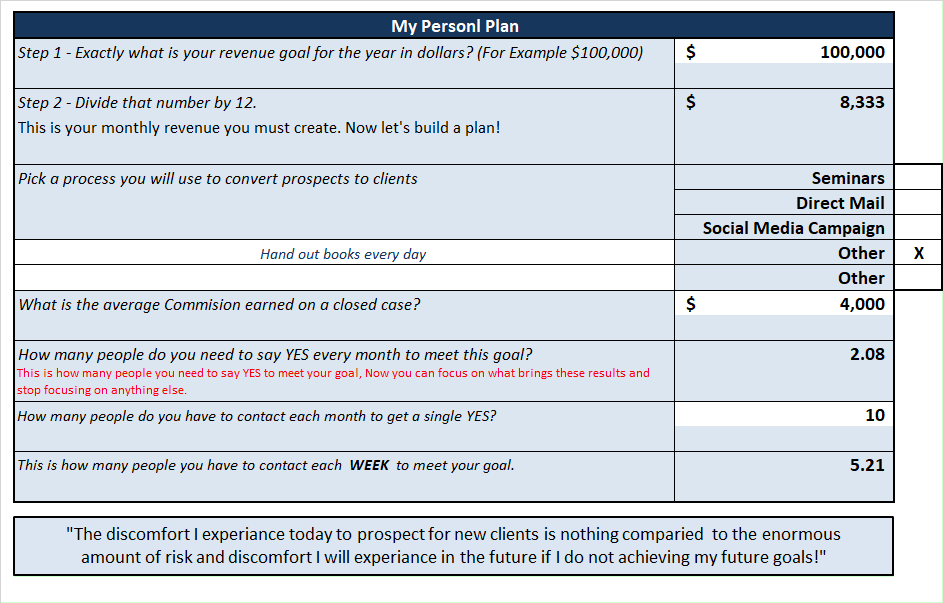 My Personl Plan
Step 1 - Exactly what is your revenue goal for the year in dollars? (For Example $100,000) $ 100,000
Step 2 - Divide that number by 12. $ 8,333
This is your monthly revenue you must create. Now let's build a plan!
Pick a process you will use to convert prospects to clients Seminars
Direct Mail
Social Media Campaign
Hand out books every day Other X
Other
What is the average Commision earned on a closed case? $ 4,000
How many people do you need to say YES every month to meet this goal? 2.08
This is how many people you need to say YES to meet your goal, Now you can focus on what brings these results and
stop focusing on anything else.
How many people do you have to contact each month to get a single YES? 10
This is how many people you have to contact each WEEK to meet your goal. 5.21
"The discomfort I experiance today to prospect for new clients is nothing comparied to the enormous
amount of risk and discomfort I will experiance in the future if I do not achieving my future goals!"